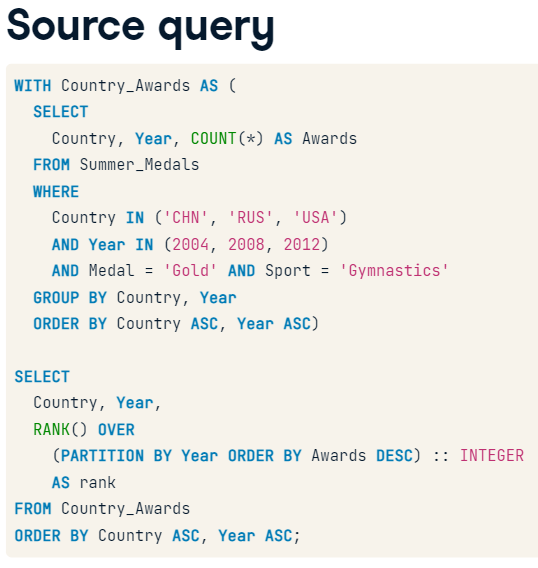 Source query
WITH Country_Awards AS (
  SELECT
    Country, Year, COUNT(*) AS Awards
  FROM Summer_Medals
  WHERE
    Country IN ('CHN', 'RUS', 'USA')
    AND Year IN (2004, 2008, 2012)
    AND Medal = 'Gold' AND Sport = 'Gymnastics'
  GROUP BY Country, Year
  ORDER BY Country ASC, Year ASC)

SELECT
  Country, Year,
  RANK() OVER
    (PARTITION BY Year ORDER BY Awards DESC) :: INTEGER
    AS rank
FROM Country_Awards
ORDER BY Country ASC, Year ASC;